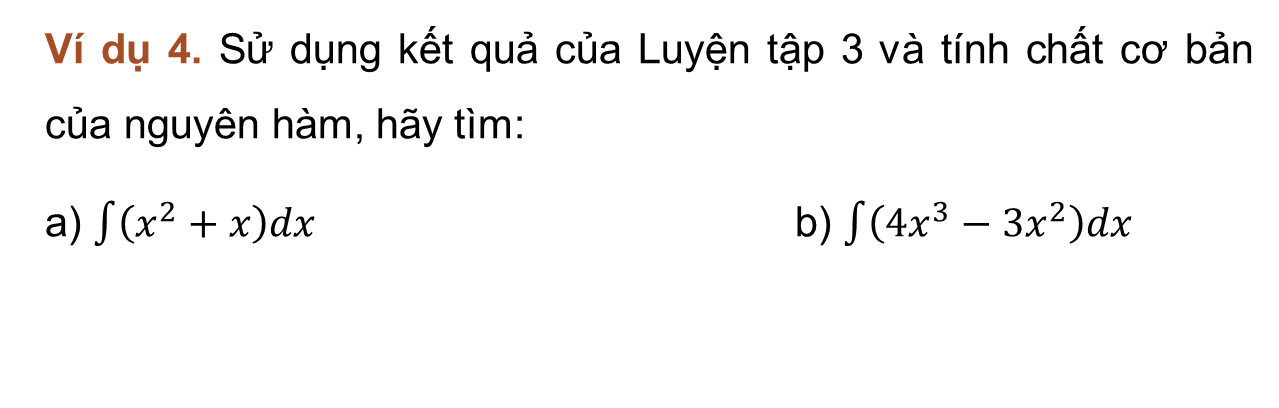 Ví dụ 4. Sử dụng kết quả của Luyện tập 3 và tính chất cơ bản
của nguyên hàm, hãy tìm:
a) ∫(x² + x)dx b) ∫(4x³ − 3x²)dx